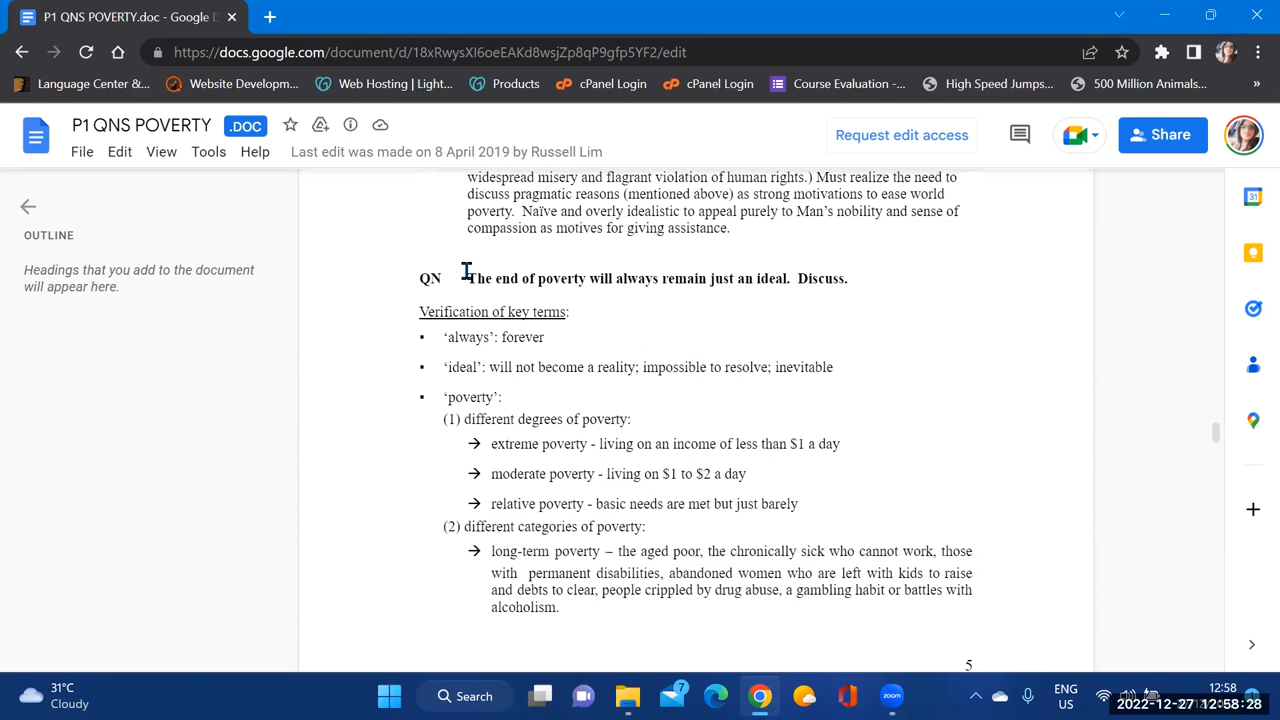 P1 QNS POVERTY.doc - Google D
https://docs.google.com/document/d/18xRwysXI6oeEAKd8wsjZp8qP9gfp5YF2/edit
Language Center &...
Website Developm...
Web Hosting | Light...
Products
cPanel Login
cPanel Login
Course Evaluation -...
High Speed Jumps...
500 Million Animals...
»
P1 QNS POVERTY .DOC
Request edit access
Share
File Edit View Tools Help Last edit was made on 8 April 2019 by Russell Lim
OUTLINE
Headings that you add to the document
will appear here.
widespread misery and flagrant violation of human rights.) Must realize the need to
discuss pragmatic reasons (mentioned above) as strong motivations to ease world
poverty. Naïve and overly idealistic to appeal purely to Man's nobility and sense of
compassion as motives for giving assistance.
QN The end of poverty will always remain just an ideal. Discuss.
Verification of key terms:
▪ ‘always’: forever
▪ ‘ideal’: will not become a reality; impossible to resolve; inevitable
▪ ‘poverty’:
(1) different degrees of poverty:
→ extreme poverty - living on an income of less than $1 a day
→ moderate poverty - living on $1 to $2 a day
→ relative poverty - basic needs are met but just barely
(2) different categories of poverty:
→ long-term poverty – the aged poor, the chronically sick who cannot work, those
with permanent disabilities, abandoned women who are left with kids to raise
and debts to clear, people crippled by drug abuse, a gambling habit or battles with
alcoholism.
5
31
31°C
Cloudy
Search
7
zoom
ENG
US
12:58
2022-12-27 12:58:28